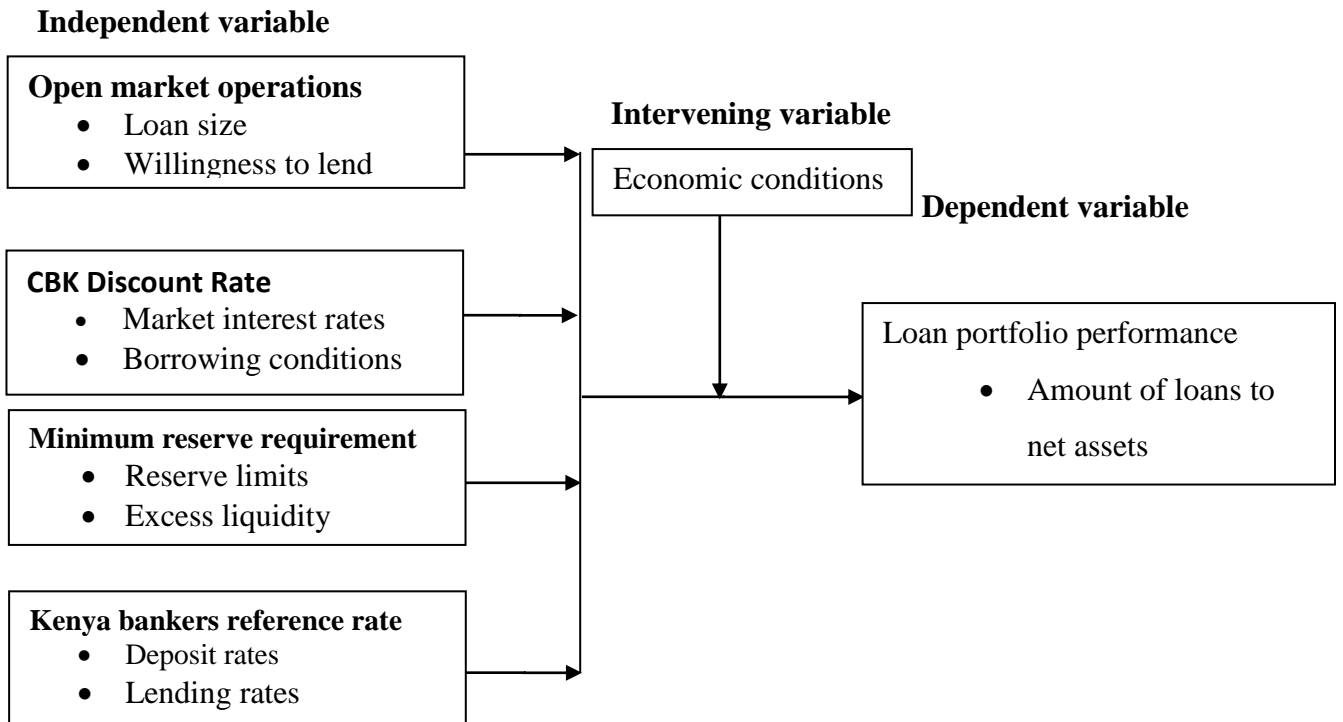 Independent variable
Open market operations
• Loan size
• Willingness to lend
Intervening variable
Economic conditions
Dependent variable
CBK Discount Rate
• Market interest rates
• Borrowing conditions
Loan portfolio performance
• Amount of loans to
net assets
Minimum reserve requirement
• Reserve limits
• Excess liquidity
Kenya bankers reference rate
• Deposit rates
• Lending rates